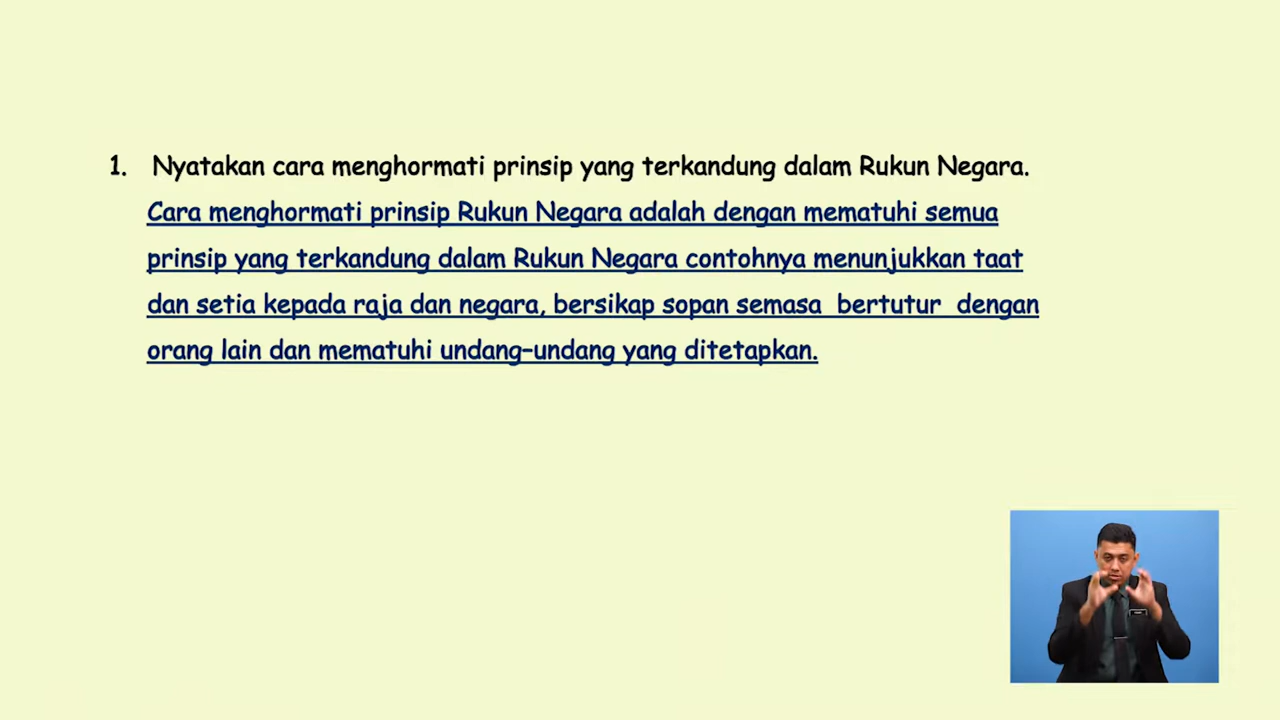 1. Nyatakan cara menghormati prinsip yang terkandung dalam Rukun Negara.
Cara menghormati prinsip Rukun Negara adalah dengan mematuhi semua
prinsip yang terkandung dalam Rukun Negara contohnya menunjukkan taat
dan setia kepada raja dan negara, bersikap sopan semasa bertutur dengan
orang lain dan mematuhi undang-undang yang ditetapkan.